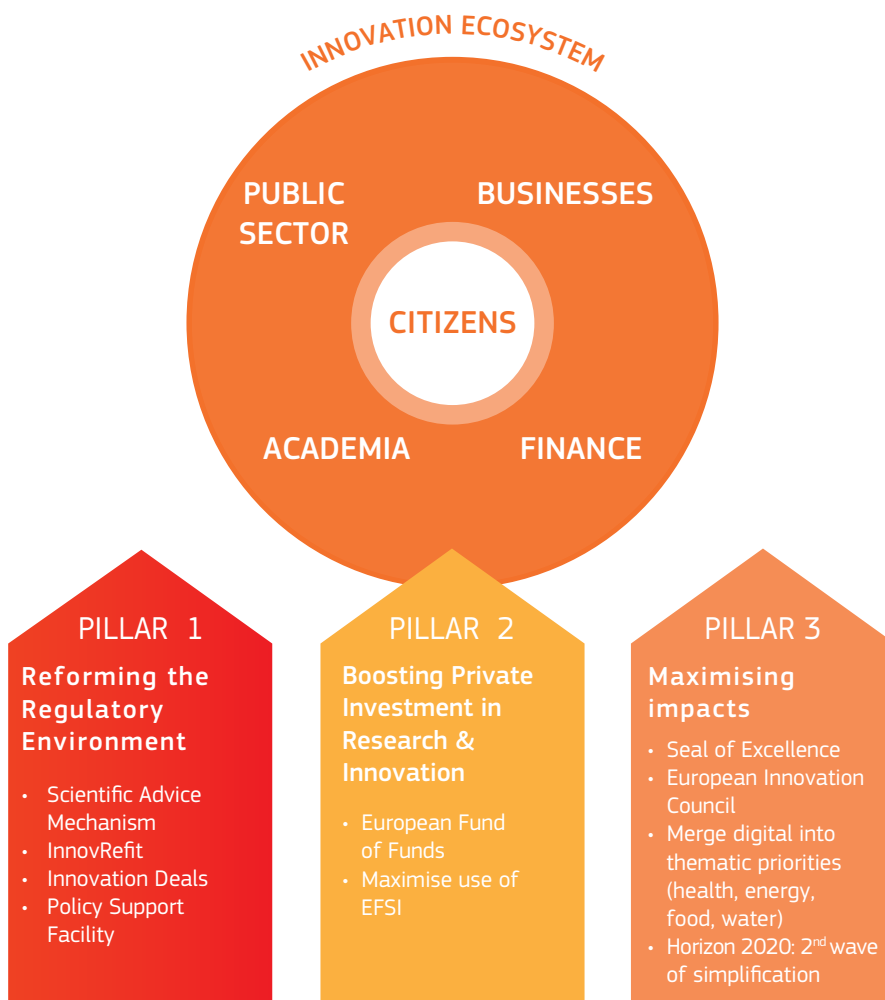 INNOVATION ECOSYSTEM
PUBLIC
SECTOR
BUSINESSES
CITIZENS
ACADEMIA
FINANCE
PILLAR 1
Reforming the
Regulatory
Environment
• Scientific Advice
Mechanism
• InnovRefit
• Innovation Deals
• Policy Support
Facility
PILLAR 2
Boosting Private
Investment in
Research &
Innovation
• European Fund
of Funds
• Maximise use of
EFSI
PILLAR 3
Maximising
impacts
• Seal of Excellence
• European Innovation
Council
• Merge digital into
thematic priorities
(health, energy,
food, water)
• Horizon 2020: 2nd wave
of simplification